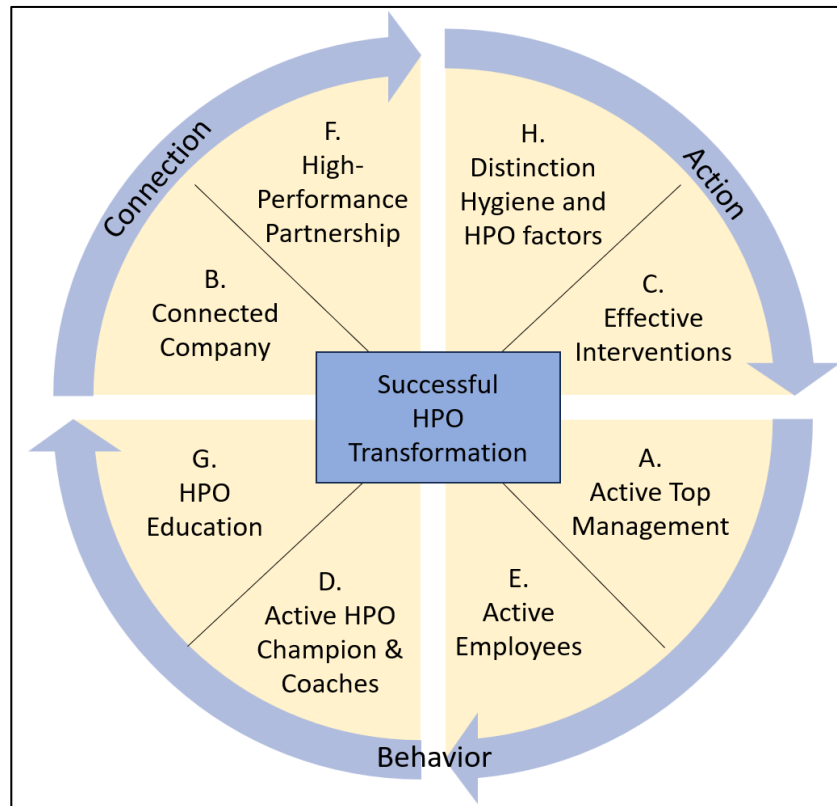 Connection
Action
F.
High-
Performance
Partnership
H.
Distinction
Hygiene and
HPO factors
B.
Connected
Company
C.
Effective
Interventions
Successful
HPO
Transformation
G.
HPO
Education
A.
Active Top
Management
D.
Active HPO
Champion &
Coaches
E.
Active
Employees
Behavior